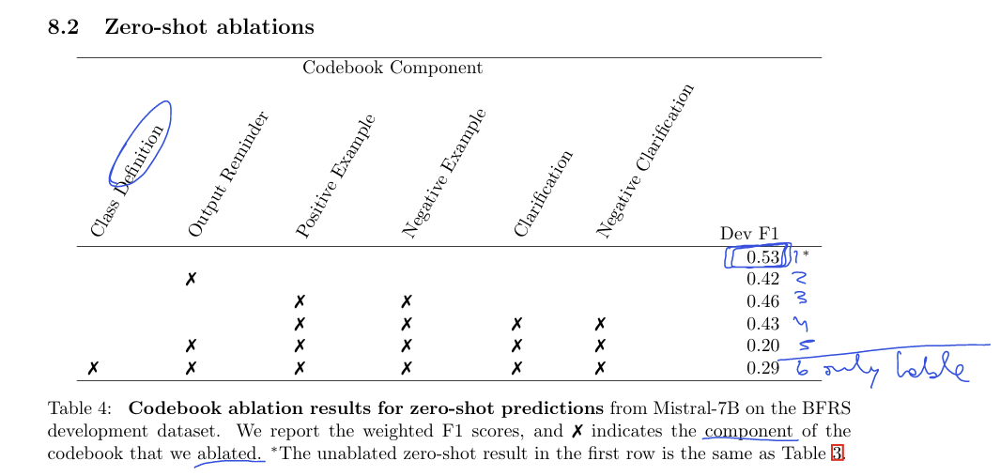 8.2 Zero-shot ablations
Codebook Component
Class Definition
Output Reminder
Positive Example
Negative Example
Clarification
Negative Clarification
Dev F1
0.53 1 *
✗ 0.42 2
✗ ✗ 0.46 3
✗ ✗ ✗ ✗ 0.43 4
✗ ✗ ✗ ✗ ✗ 0.20 5
✗ ✗ ✗ ✗ ✗ ✗ 0.29 6 only lable
Table 4: Codebook ablation results for zero-shot predictions from Mistral-7B on the BFRS
development dataset. We report the weighted F1 scores, and ✗ indicates the component of the
codebook that we ablated. *The unablated zero-shot result in the first row is the same as Table 3.